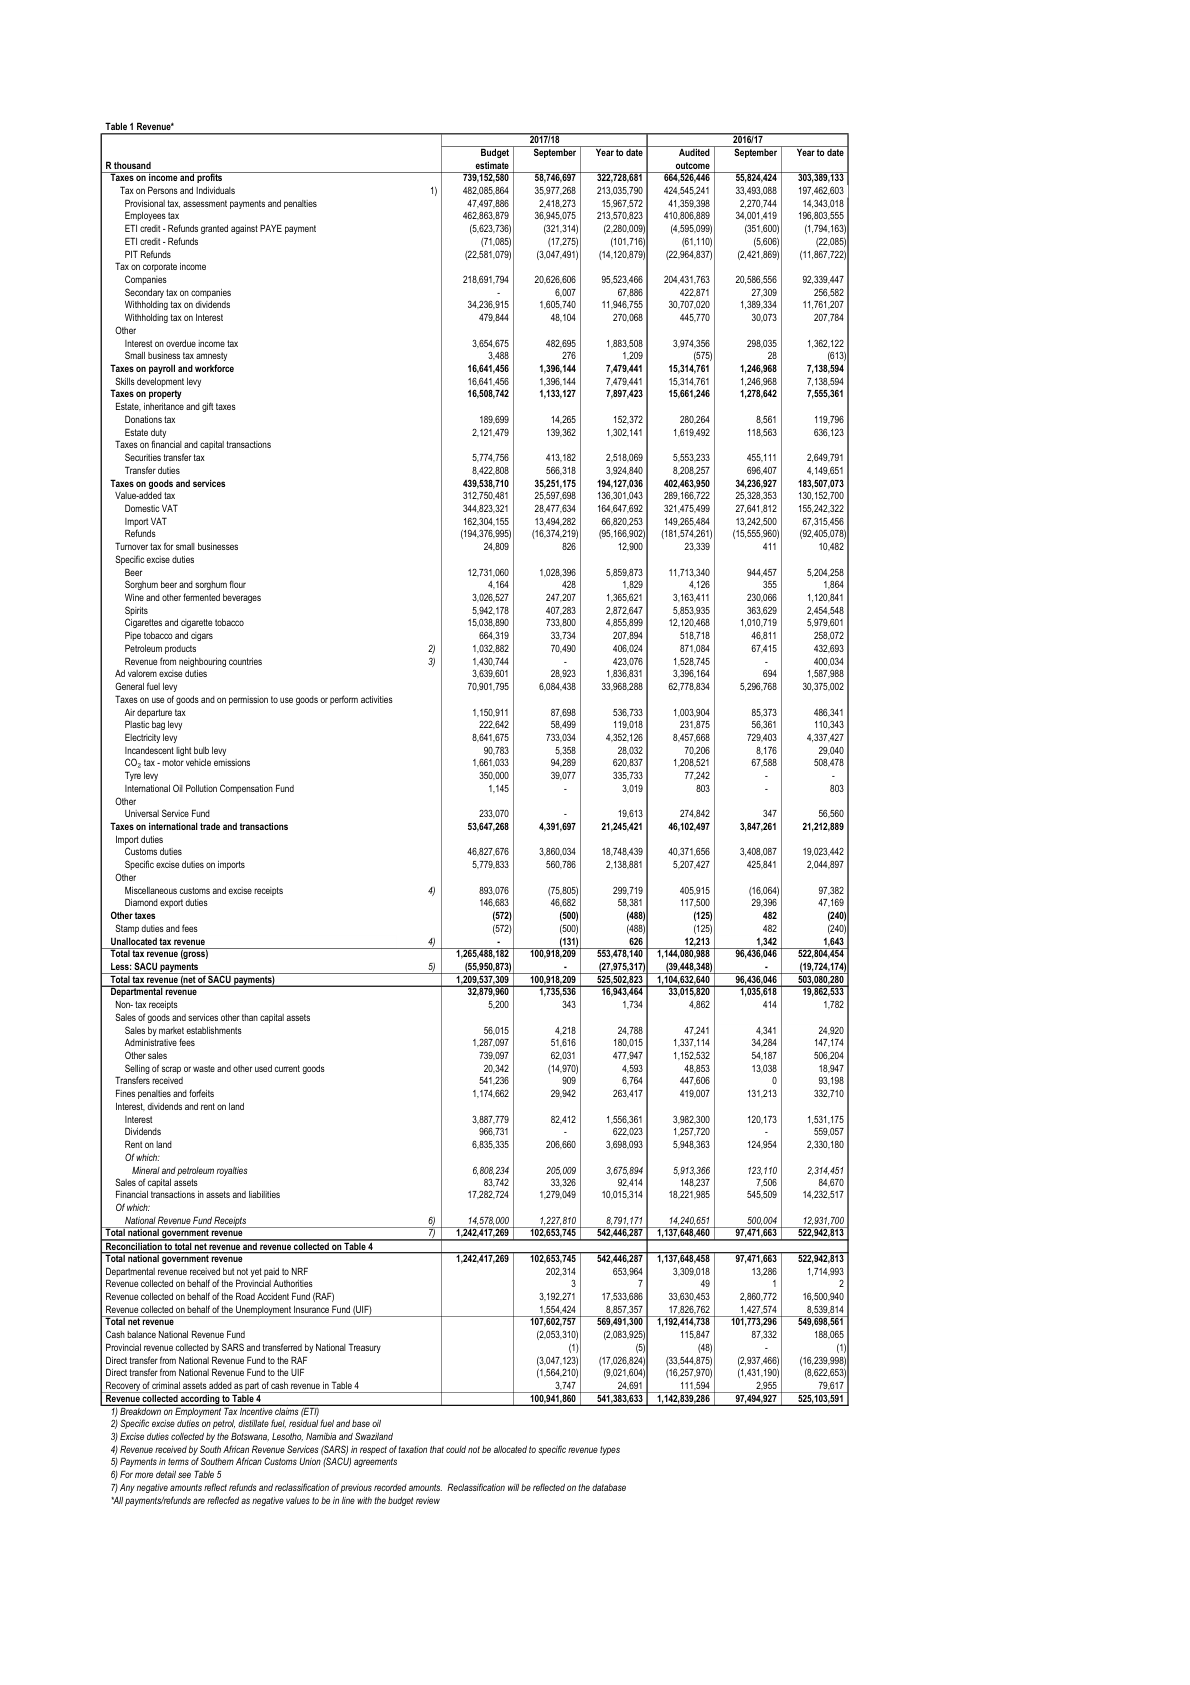 Table 1 Revenue*
2017/18 2016/17
Budget September Year to date Audited September Year to date
R thousand estimate outcome
Taxes on income and profits 739,152,580 58,746,697 322,728,681 664,526,446 55,824,424 303,389,133
Tax on Persons and Individuals 1) 482,085,864 35,977,268 213,035,790 424,545,241 33,493,088 197,462,603
Provisional tax, assessment payments and penalties 47,497,886 2,418,273 15,967,572 41,359,398 2,270,744 14,343,018
Employees tax 462,863,879 36,945,075 213,570,823 410,806,889 34,001,419 196,803,555
ETI credit - Refunds granted against PAYE payment (5,623,736) (321,314) (2,280,009) (4,595,099) (351,600) (1,794,163)
ETI credit - Refunds (71,085) (17,275) (101,716) (61,110) (5,606) (22,085)
PIT Refunds (22,581,079) (3,047,491) (14,120,879) (22,964,837) (2,421,869) (11,867,722)
Tax on corporate income
Companies 218,691,794 20,626,606 95,523,466 204,431,763 20,586,556 92,339,447
Secondary tax on companies - 6,007 67,886 422,871 27,309 256,582
Withholding tax on dividends 34,236,915 1,605,740 11,946,755 30,707,020 1,389,334 11,761,207
Withholding tax on Interest 479,844 48,104 270,068 445,770 30,073 207,784
Other
Interest on overdue income tax 3,654,675 482,695 1,883,508 3,974,356 298,035 1,362,122
Small business tax amnesty 3,488 276 1,209 (575) 28 (613)
Taxes on payroll and workforce 16,641,456 1,396,144 7,479,441 15,314,761 1,246,968 7,138,594
Skills development levy 16,641,456 1,396,144 7,479,441 15,314,761 1,246,968 7,138,594
Taxes on property 16,508,742 1,133,127 7,897,423 15,661,246 1,278,642 7,555,361
Estate, inheritance and gift taxes
Donations tax 189,699 14,265 152,372 280,264 8,561 119,796
Estate duty 2,121,479 139,362 1,302,141 1,619,492 118,563 636,123
Taxes on financial and capital transactions
Securities transfer tax 5,774,756 413,182 2,518,069 5,553,233 455,111 2,649,791
Transfer duties 8,422,808 566,318 3,924,840 8,208,257 696,407 4,149,651
Taxes on goods and services 439,538,710 35,251,175 194,127,036 402,463,950 34,236,927 183,507,073
Value-added tax 312,750,481 25,597,698 136,301,043 289,166,722 25,328,353 130,152,700
Domestic VAT 344,823,321 28,477,634 164,647,692 321,475,499 27,641,812 155,242,322
Import VAT 162,304,155 13,494,282 66,820,253 149,265,484 13,242,500 67,315,456
Refunds (194,376,995) (16,374,219) (95,166,902) (181,574,261) (15,555,960) (92,405,078)
Turnover tax for small businesses 24,809 826 12,900 23,339 411 10,482
Specific excise duties
Beer 12,731,060 1,028,396 5,859,873 11,713,340 944,457 5,204,258
Sorghum beer and sorghum flour 4,164 428 1,829 4,126 355 1,864
Wine and other fermented beverages 3,026,527 247,207 1,365,621 3,163,411 230,066 1,120,841
Spirits 5,942,178 407,283 2,872,647 5,853,935 363,629 2,454,548
Cigarettes and cigarette tobacco 15,038,890 733,800 4,855,899 12,120,468 1,010,719 5,979,601
Pipe tobacco and cigars 664,319 33,734 207,894 518,718 46,811 258,072
Petroleum products 2) 1,032,882 70,490 406,024 871,084 67,415 432,693
Revenue from neighbouring countries 3) 1,430,744 - 423,076 1,528,745 - 400,034
Ad valorem excise duties 3,639,601 28,923 1,836,831 3,396,164 694 1,587,988
General fuel levy 70,901,795 6,084,438 33,968,288 62,778,834 5,296,768 30,375,002
Taxes on use of goods and on permission to use goods or perform activities
Air departure tax 1,150,911 87,698 536,733 1,003,904 85,373 486,341
Plastic bag levy 222,642 58,499 119,018 231,875 56,361 110,343
Electricity levy 8,641,675 733,034 4,352,126 8,457,668 729,403 4,337,427
Incandescent light bulb levy 90,783 5,358 28,032 70,206 8,176 29,040
CO₂ tax - motor vehicle emissions 1,661,033 94,289 620,837 1,208,521 67,588 508,478
Tyre levy 350,000 39,077 335,733 77,242 - -
International Oil Pollution Compensation Fund 1,145 - 3,019 803 - 803
Other
Universal Service Fund 233,070 - 19,613 274,842 347 56,560
Taxes on international trade and transactions 53,647,268 4,391,697 21,245,421 46,102,497 3,847,261 21,212,889
Import duties
Customs duties 46,827,676 3,860,034 18,748,439 40,371,656 3,408,087 19,023,442
Specific excise duties on imports 5,779,833 560,786 2,138,881 5,207,427 425,841 2,044,897
Other
Miscellaneous customs and excise receipts 4) 893,076 (75,805) 299,719 405,915 (16,064) 97,382
Diamond export duties 146,683 46,682 58,381 117,500 29,396 47,169
Other taxes (572) (500) (488) (125) 482 (240)
Stamp duties and fees (572) (500) (488) (125) 482 (240)
Unallocated tax revenue 4) - (131) 626 12,213 1,342 1,643
Total tax revenue (gross) 1,265,488,182 100,918,209 553,478,140 1,144,080,988 96,436,046 522,804,454
Less: SACU payments 5) (55,950,873) - (27,975,317) (39,448,348) - (19,724,174)
Total tax revenue (net of SACU payments) 1,209,537,309 100,918,209 525,502,823 1,104,632,640 96,436,046 503,080,280
Departmental revenue 32,879,960 1,735,536 16,943,464 33,015,820 1,035,618 19,862,533
Non- tax receipts 5,200 343 1,734 4,862 414 1,782
Sales of goods and services other than capital assets
Sales by market establishments 56,015 4,218 24,788 47,241 4,341 24,920
Administrative fees 1,287,097 51,616 180,015 1,337,114 34,284 147,174
Other sales 739,097 62,031 477,947 1,152,532 54,187 506,204
Selling of scrap or waste and other used current goods 20,342 (14,970) 4,593 48,853 13,038 18,947
Transfers received 541,236 909 6,764 447,606 0 93,198
Fines penalties and forfeits 1,174,662 29,942 263,417 419,007 131,213 332,710
Interest, dividends and rent on land
Interest 3,887,779 82,412 1,556,361 3,982,300 120,173 1,531,175
Dividends 966,731 - 622,023 1,257,720 - 559,057
Rent on land 6,835,335 206,660 3,698,093 5,948,363 124,954 2,330,180
Of which:
Mineral and petroleum royalties 6,808,234 205,009 3,675,894 5,913,366 123,110 2,314,451
Sales of capital assets 83,742 33,326 92,414 148,237 7,506 84,670
Financial transactions in assets and liabilities 17,282,724 1,279,049 10,015,314 18,221,985 545,509 14,232,517
Of which:
National Revenue Fund Receipts 6) 14,578,000 1,227,810 8,791,171 14,240,651 500,004 12,931,700
Total national government revenue 7) 1,242,417,269 102,653,745 542,446,287 1,137,648,460 97,471,663 522,942,813
Reconciliation to total net revenue and revenue collected on Table 4
Total national government revenue 1,242,417,269 102,653,745 542,446,287 1,137,648,458 97,471,663 522,942,813
Departmental revenue received but not yet paid to NRF 202,314 653,964 3,309,018 13,286 1,714,993
Revenue collected on behalf of the Provincial Authorities 3 7 49 1 2
Revenue collected on behalf of the Road Accident Fund (RAF) 3,192,271 17,533,686 33,630,453 2,860,772 16,500,940
Revenue collected on behalf of the Unemployment Insurance Fund (UIF) 1,554,424 8,857,357 17,826,762 1,427,574 8,539,814
Total net revenue 107,602,757 569,491,300 1,192,414,738 101,773,296 549,698,561
Cash balance National Revenue Fund (2,053,310) (2,083,925) 115,847 87,332 188,065
Provincial revenue collected by SARS and transferred by National Treasury (1) (5) (48) - (1)
Direct transfer from National Revenue Fund to the RAF (3,047,123) (17,026,824) (33,544,875) (2,937,466) (16,239,998)
Direct transfer from National Revenue Fund to the UIF (1,564,210) (9,021,604) (16,257,970) (1,431,190) (8,622,653)
Recovery of criminal assets added as part of cash revenue in Table 4 3,747 24,691 111,594 2,955 79,617
Revenue collected according to Table 4 100,941,860 541,383,633 1,142,839,286 97,494,927 525,103,591
1) Breakdown on Employment Tax Incentive claims (ETI)
2) Specific excise duties on petrol, distillate fuel, residual fuel and base oil
3) Excise duties collected by the Botswana, Lesotho, Namibia and Swaziland
4) Revenue received by South African Revenue Services (SARS) in respect of taxation that could not be allocated to specific revenue types
5) Payments in terms of Southern African Customs Union (SACU) agreements
6) For more detail see Table 5
7) Any negative amounts reflect refunds and reclassification of previous recorded amounts. Reclassification will be reflected on the database
*All payments/refunds are reflecfed as negative values to be in line with the budget review